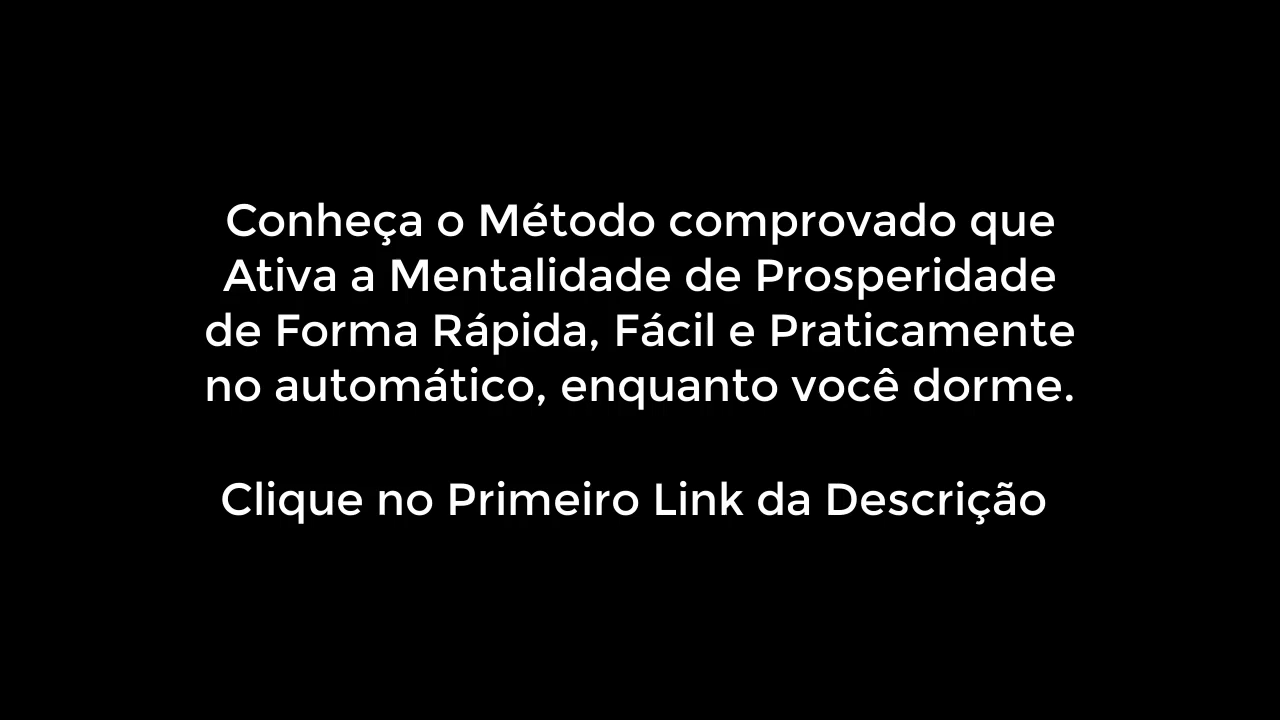 Conheça o Método comprovado que
Ativa a Mentalidade de Prosperidade
de Forma Rápida, Fácil e Praticamente
no automático, enquanto você dorme.
Clique no Primeiro Link da Descrição